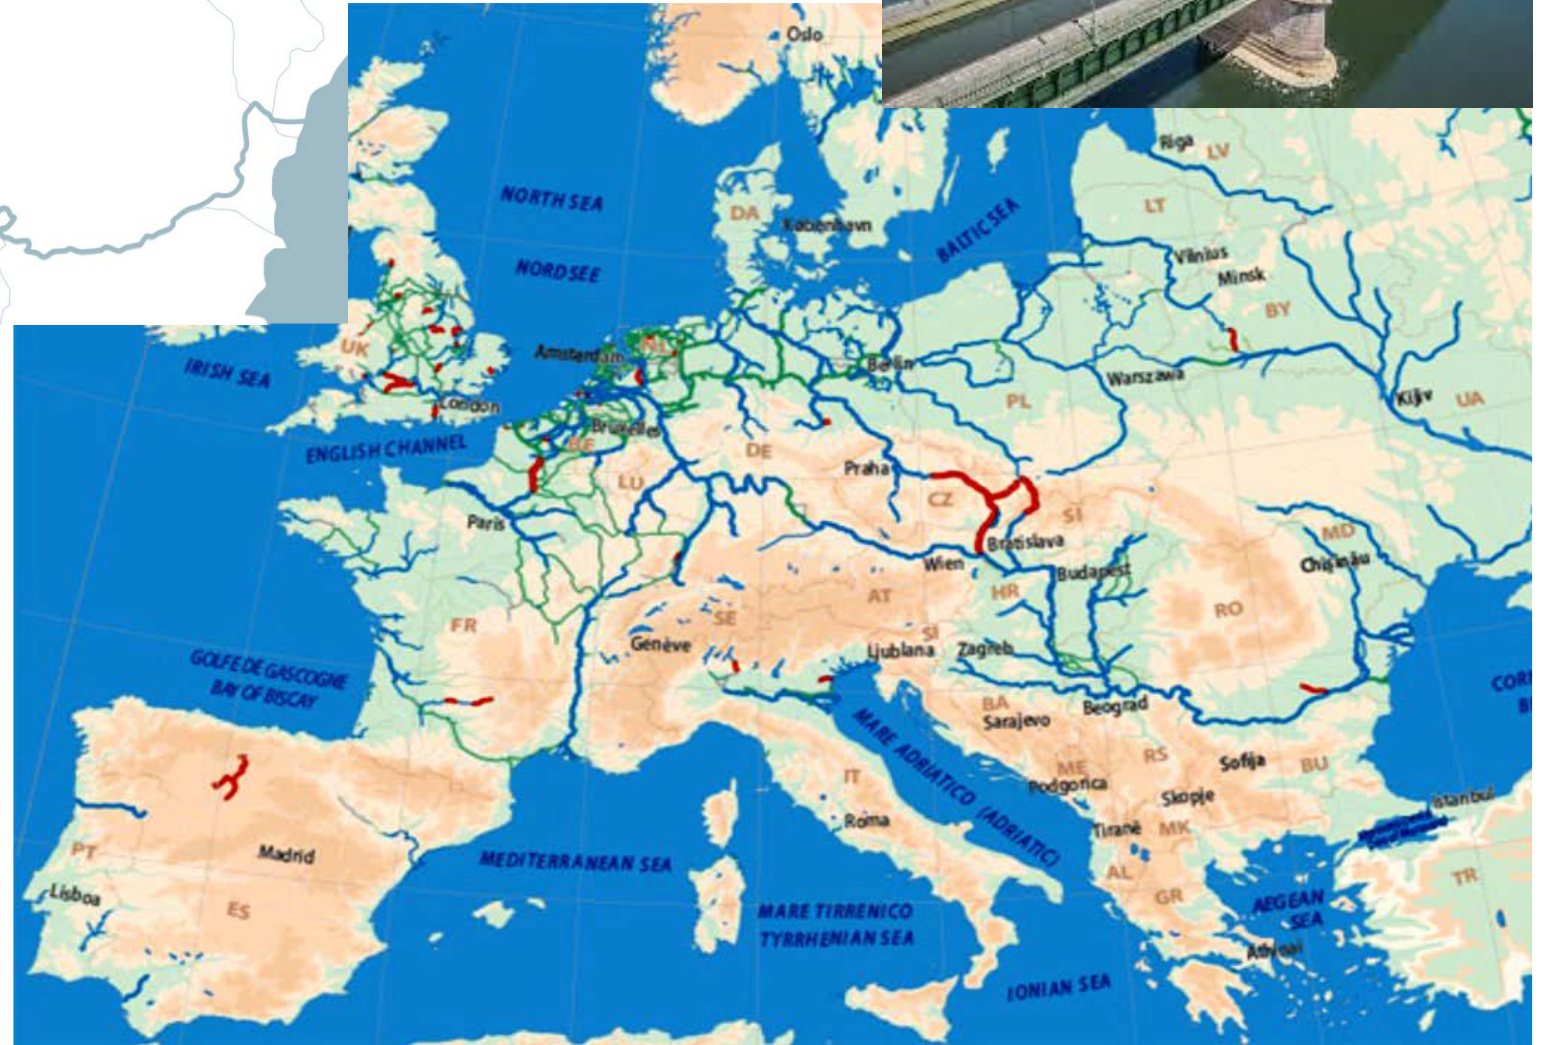 Oslo
Riga
LV
NORTH SEA
DA
LT
København
BALTIC SEA
NORDSEE
Vilnius
Minsk
BY
UK
Amsterdam
NL
IRISH SEA
Berlin
Warszawa
London
PL
Kijiv
UA
Bruxelles
BE
ENGLISH CHANNEL
DE
Praha
LU
CZ
SI
Paris
MD
Bratislava
Wien
Chişinău
Budapest
HR
AT
RO
FR
SE
SI
Genève
Ljublana
Zagreb
GOLFE DE GASCOGNE
BAY OF BISCAY
BA
Beograd
Sarajevo
MARE ADRIATICO (ADRIATIC)
RS
Sofija
BU
ME
IT
Podgorica
Skopje
istanbul
Roma
Tiranë
MK
PT
Madrid
MEDITERRANEAN SEA
AL
TR
Lisboa
GR
ES
MARE TIRRENICO
TYRRHENIAN SEA
AEGEAN
SEA
Athinai
IONIAN SEA